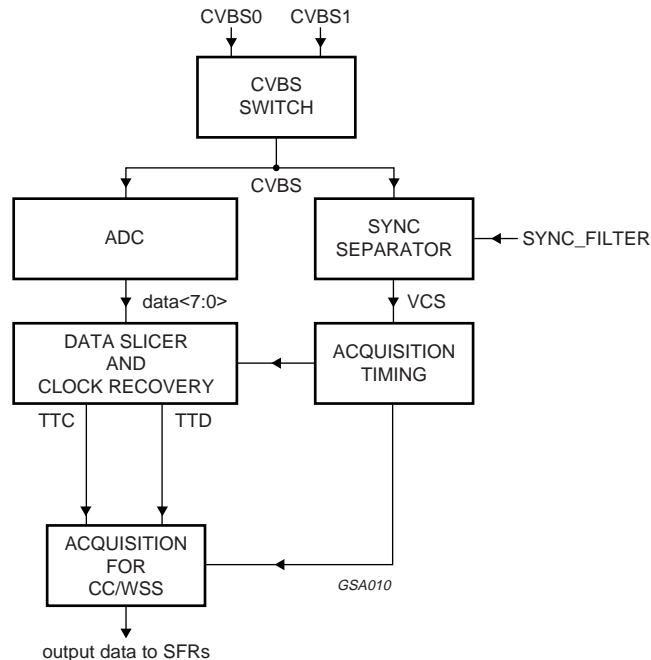 CVBS0
CVBS1
CVBS
SWITCH
CVBS
ADC
SYNC
SEPARATOR
SYNC_FILTER
data<7:0>
VCS
DATA SLICER
AND
CLOCK RECOVERY
ACQUISITION
TIMING
TTC
TTD
ACQUISITION
FOR
CC/WSS
GSA010
output data to SFRs